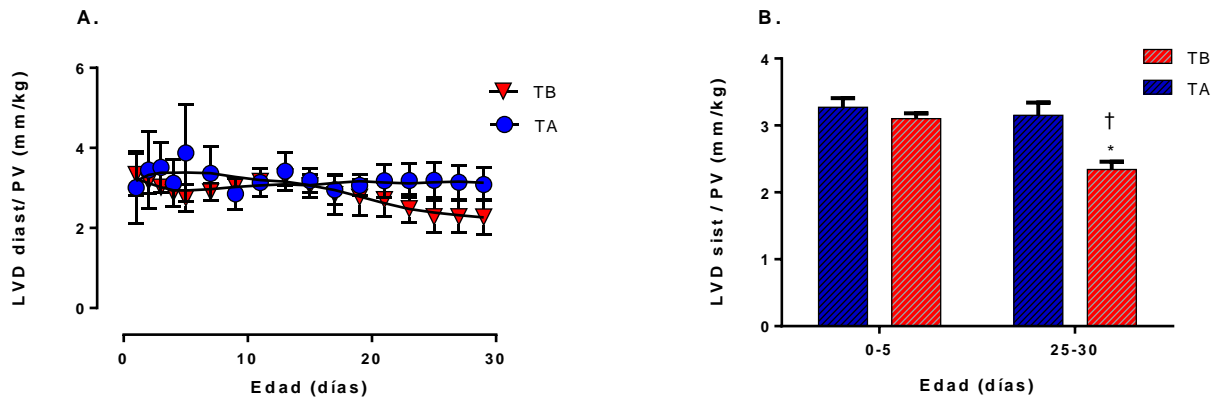 A.
LVD diast/ PV (mm/kg)
6
4
2
0
0
10
20
30
Edad (días)
TB
TA
B.
LVD sist / PV (mm/kg)
4
3
2
1
0
†
*
0-5
25-30
Edad (días)
TB
TA